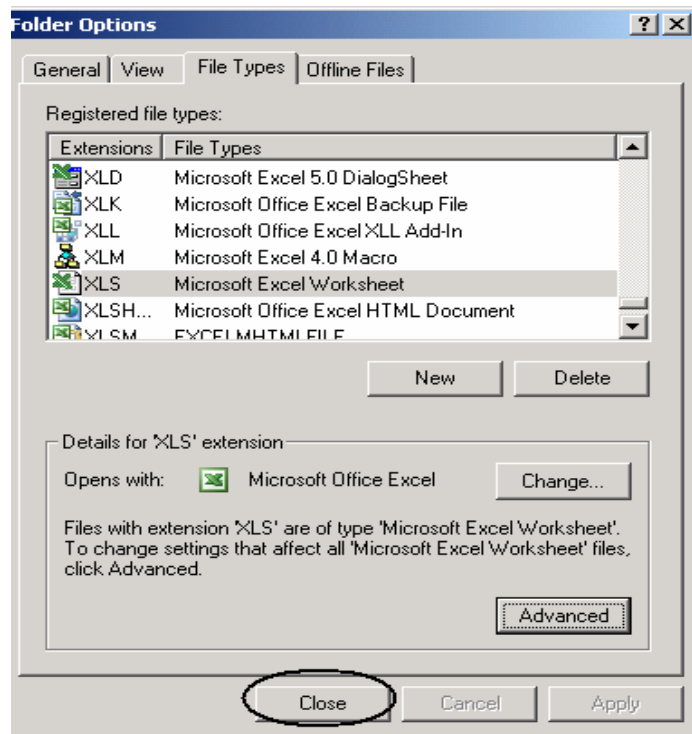 Folder Options
General View File Types Offline Files
Registered file types:
Extensions File Types
XLD Microsoft Excel 5.0 DialogSheet
XLK Microsoft Office Excel Backup File
XLL Microsoft Office Excel XLL Add-In
XLM Microsoft Excel 4.0 Macro
XLS Microsoft Excel Worksheet
XLSH... Microsoft Office Excel HTML Document
XLSM EXCELMHTMLFILE
New Delete
Details for 'XLS' extension
Opens with: Microsoft Office Excel Change...
Files with extension 'XLS' are of type 'Microsoft Excel Worksheet'.
To change settings that affect all 'Microsoft Excel Worksheet' files,
click Advanced.
Advanced
Close Cancel Apply